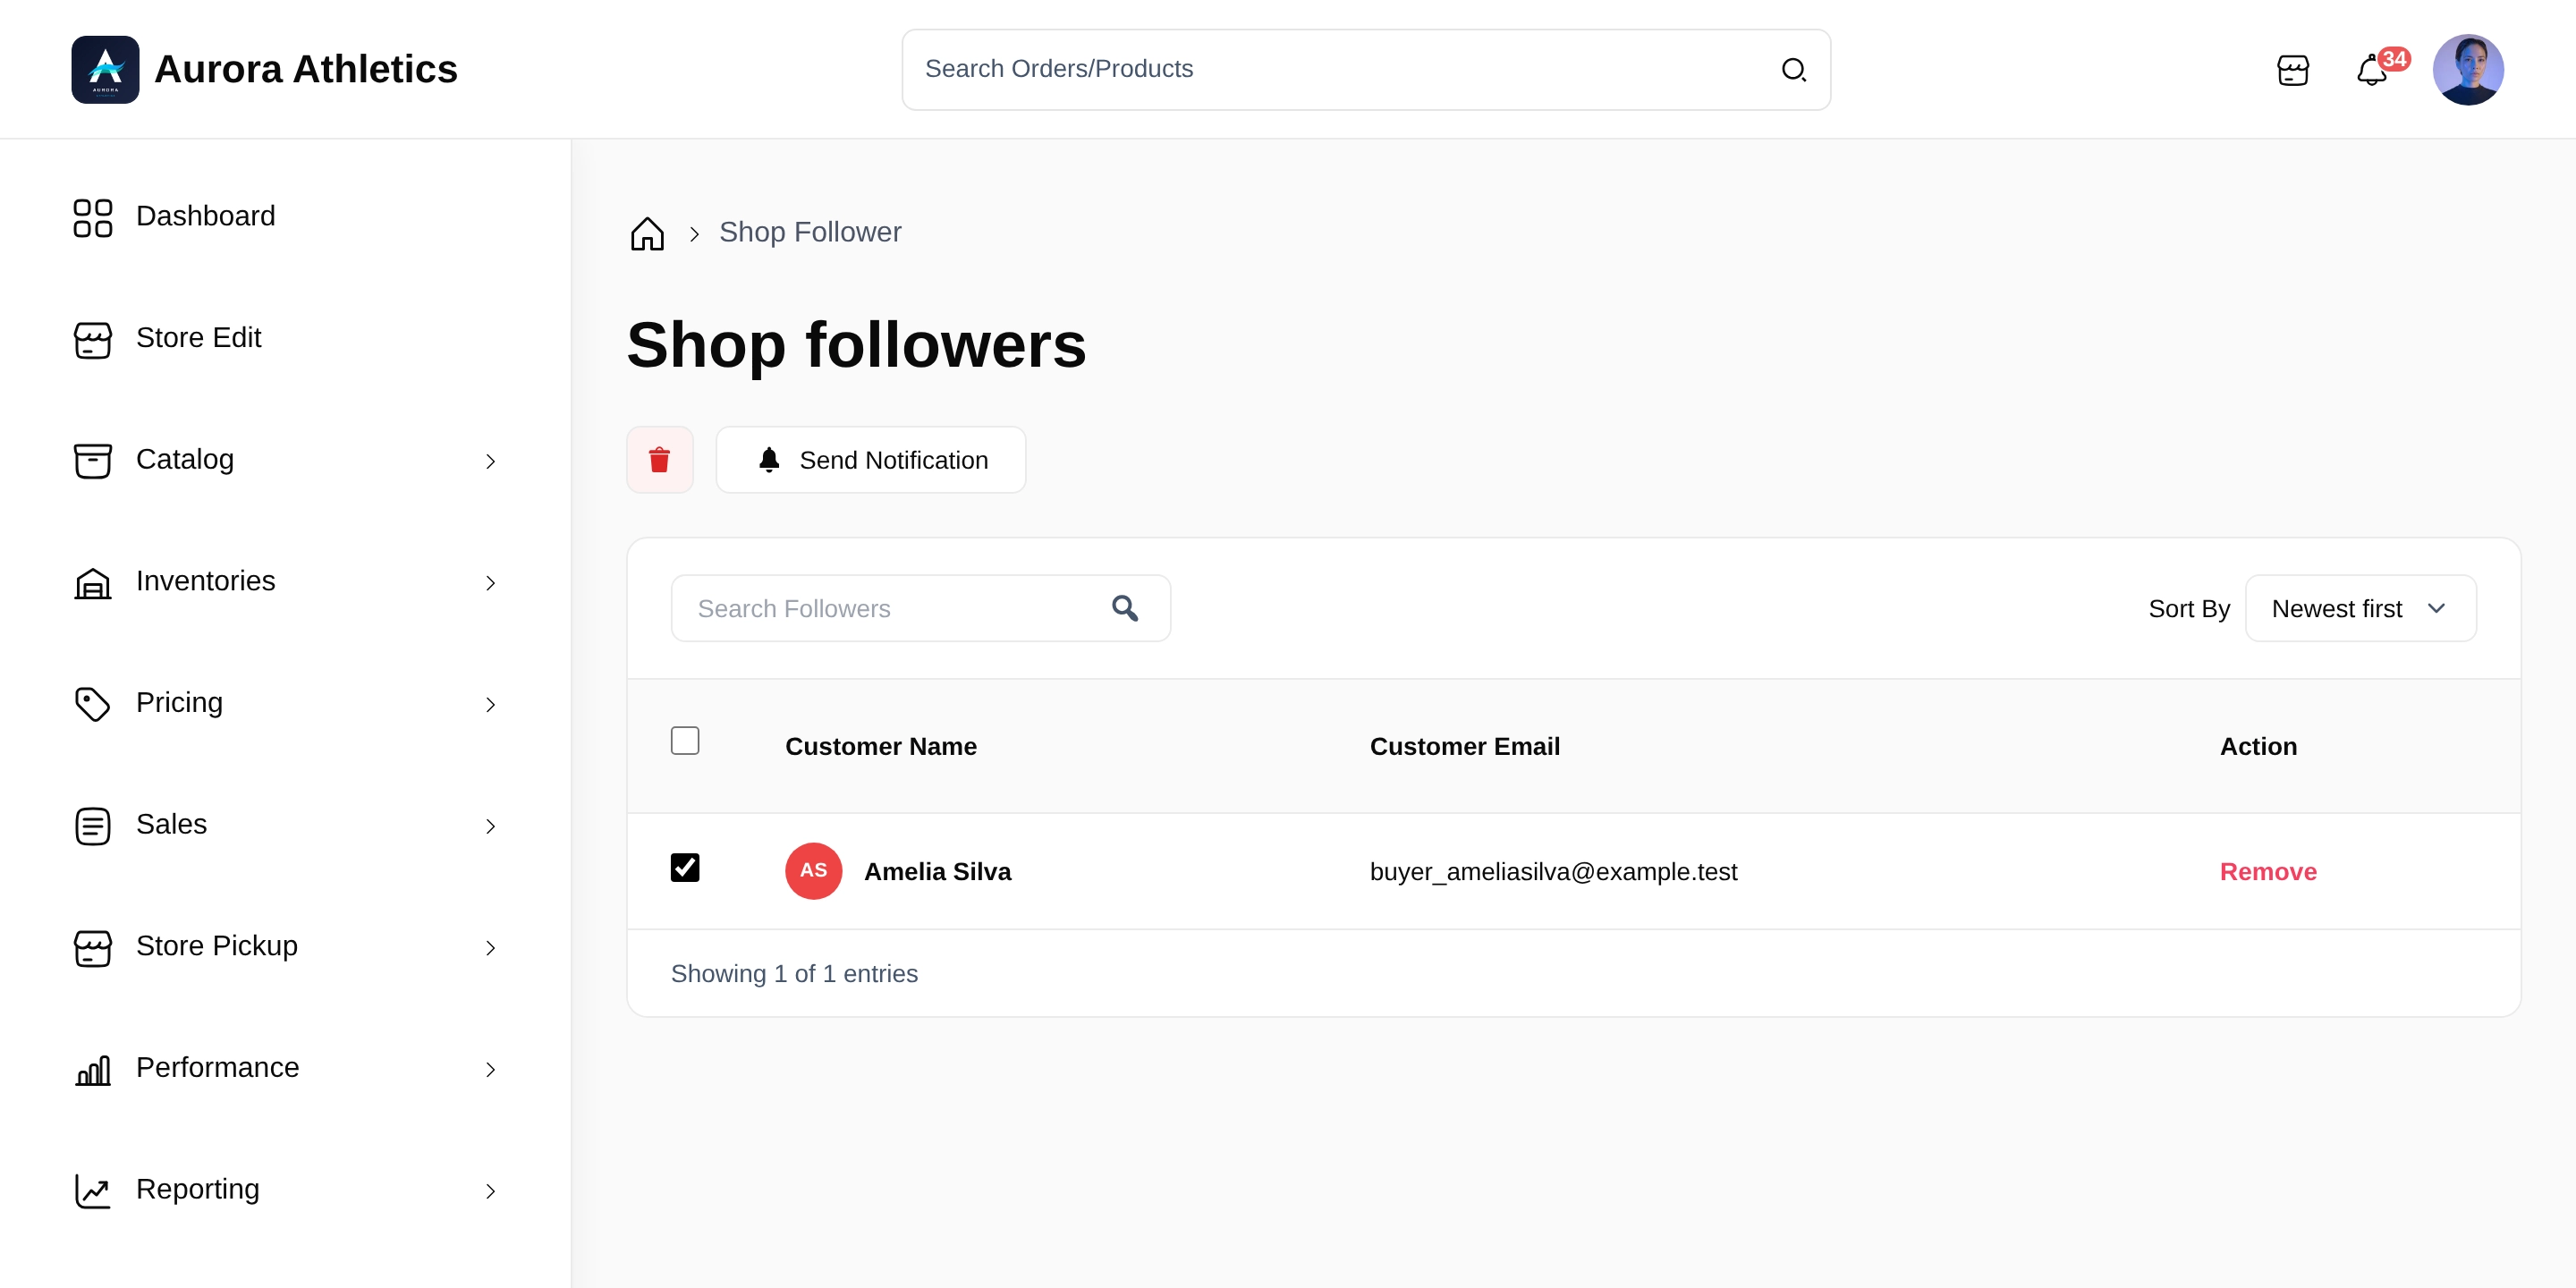 AURORA
Aurora Athletics
Search Orders/Products
34
Dashboard
Store Edit
Catalog
Inventories
Pricing
Sales
Store Pickup
Performance
Reporting
Shop Follower
Shop followers
Send Notification
Search Followers
Sort By Newest first
Customer Name Customer Email Action
AS Amelia Silva buyer_ameliasilva@example.test Remove
Showing 1 of 1 entries